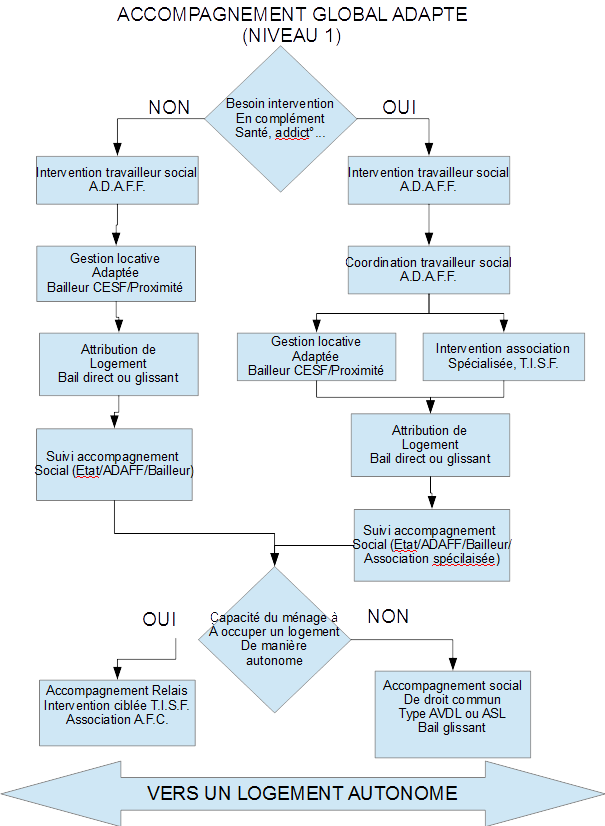 ACCOMPAGNEMENT GLOBAL ADAPTE
(NIVEAU 1)
NON
Besoin intervention
En complément
Santé, addict°...
OUI
Intervention travailleur social
A.D.A.F.F.
Intervention travailleur social
A.D.A.F.F.
Gestion locative
Adaptée
Bailleur CESF/Proximité
Coordination travailleur social
A.D.A.F.F.
Attribution de
Logement
Bail direct ou glissant
Gestion locative
Adaptée
Bailleur CESF/Proximité
Intervention association
Spécialisée, T.I.S.F.
Suivi accompagnement
Social (Etat/ADAFF/Bailleur)
Attribution de
Logement
Bail direct ou glissant
Suivi accompagnement
Social (Etat/ADAFF/Bailleur/
Association spécilaisée)
OUI
Capacité du ménage à
À occuper un logement
De manière
autonome
NON
Accompagnement Relais
Intervention ciblée T.I.S.F.
Association A.F.C.
Accompagnement social
De droit commun
Type AVDL ou ASL
Bail glissant
VERS UN LOGEMENT AUTONOME